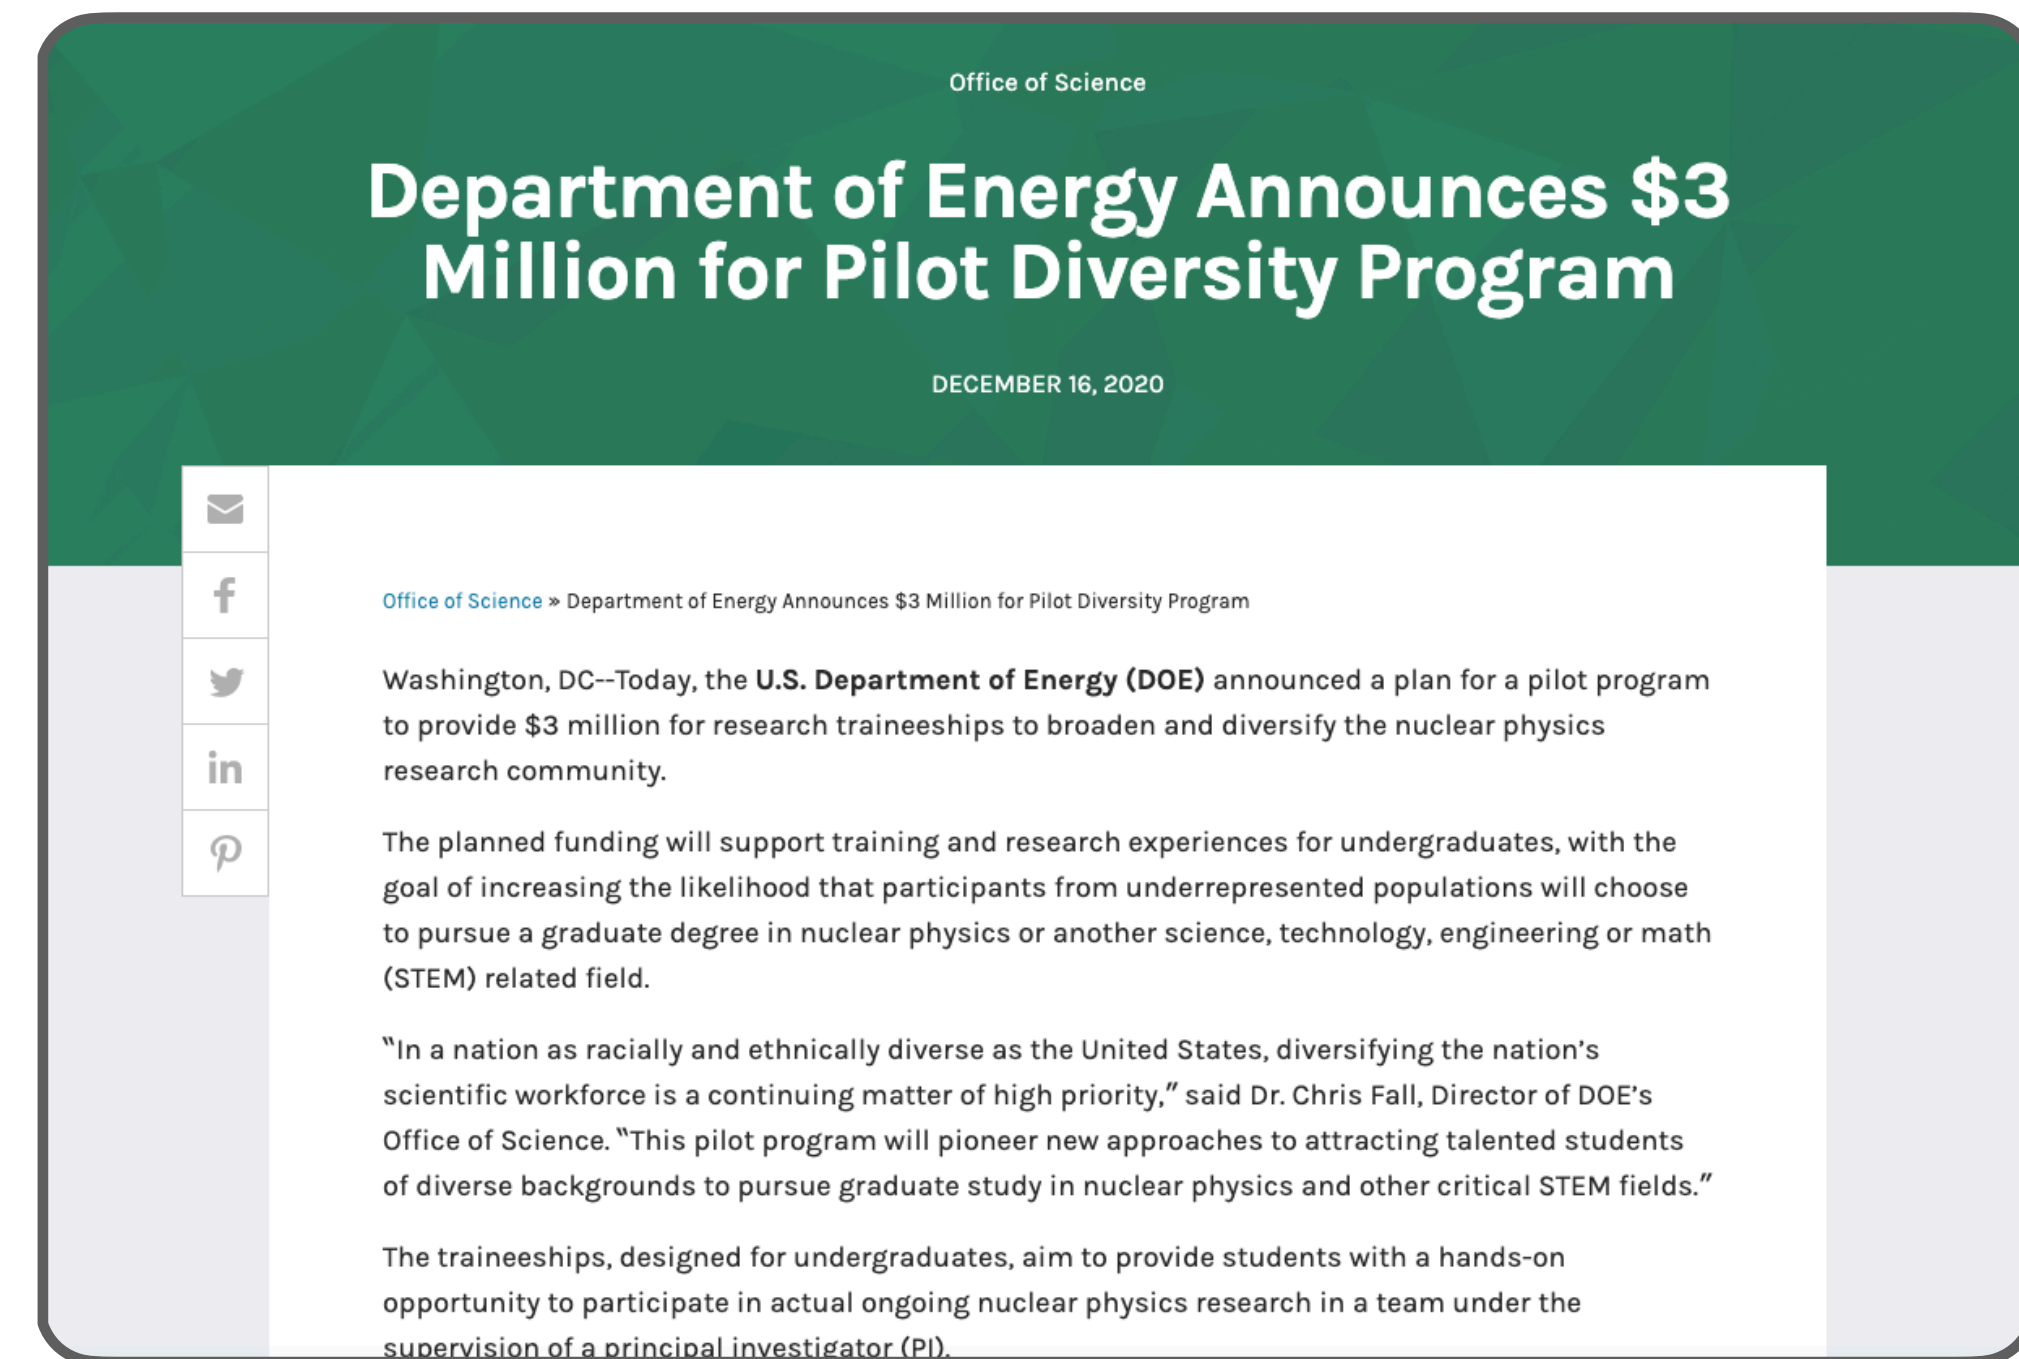 Office of Science
Department of Energy Announces $3
Million for Pilot Diversity Program
DECEMBER 16, 2020
Office of Science » Department of Energy Announces $3 Million for Pilot Diversity Program
Washington, DC--Today, the U.S. Department of Energy (DOE) announced a plan for a pilot program
to provide $3 million for research traineeships to broaden and diversify the nuclear physics
research community.
The planned funding will support training and research experiences for undergraduates, with the
goal of increasing the likelihood that participants from underrepresented populations will choose
to pursue a graduate degree in nuclear physics or another science, technology, engineering or math
(STEM) related field.
“In a nation as racially and ethnically diverse as the United States, diversifying the nation’s
scientific workforce is a continuing matter of high priority,” said Dr. Chris Fall, Director of DOE’s
Office of Science. “This pilot program will pioneer new approaches to attracting talented students
of diverse backgrounds to pursue graduate study in nuclear physics and other critical STEM fields.”
The traineeships, designed for undergraduates, aim to provide students with a hands-on
opportunity to participate in actual ongoing nuclear physics research in a team under the
supervision of a principal investigator (PI).